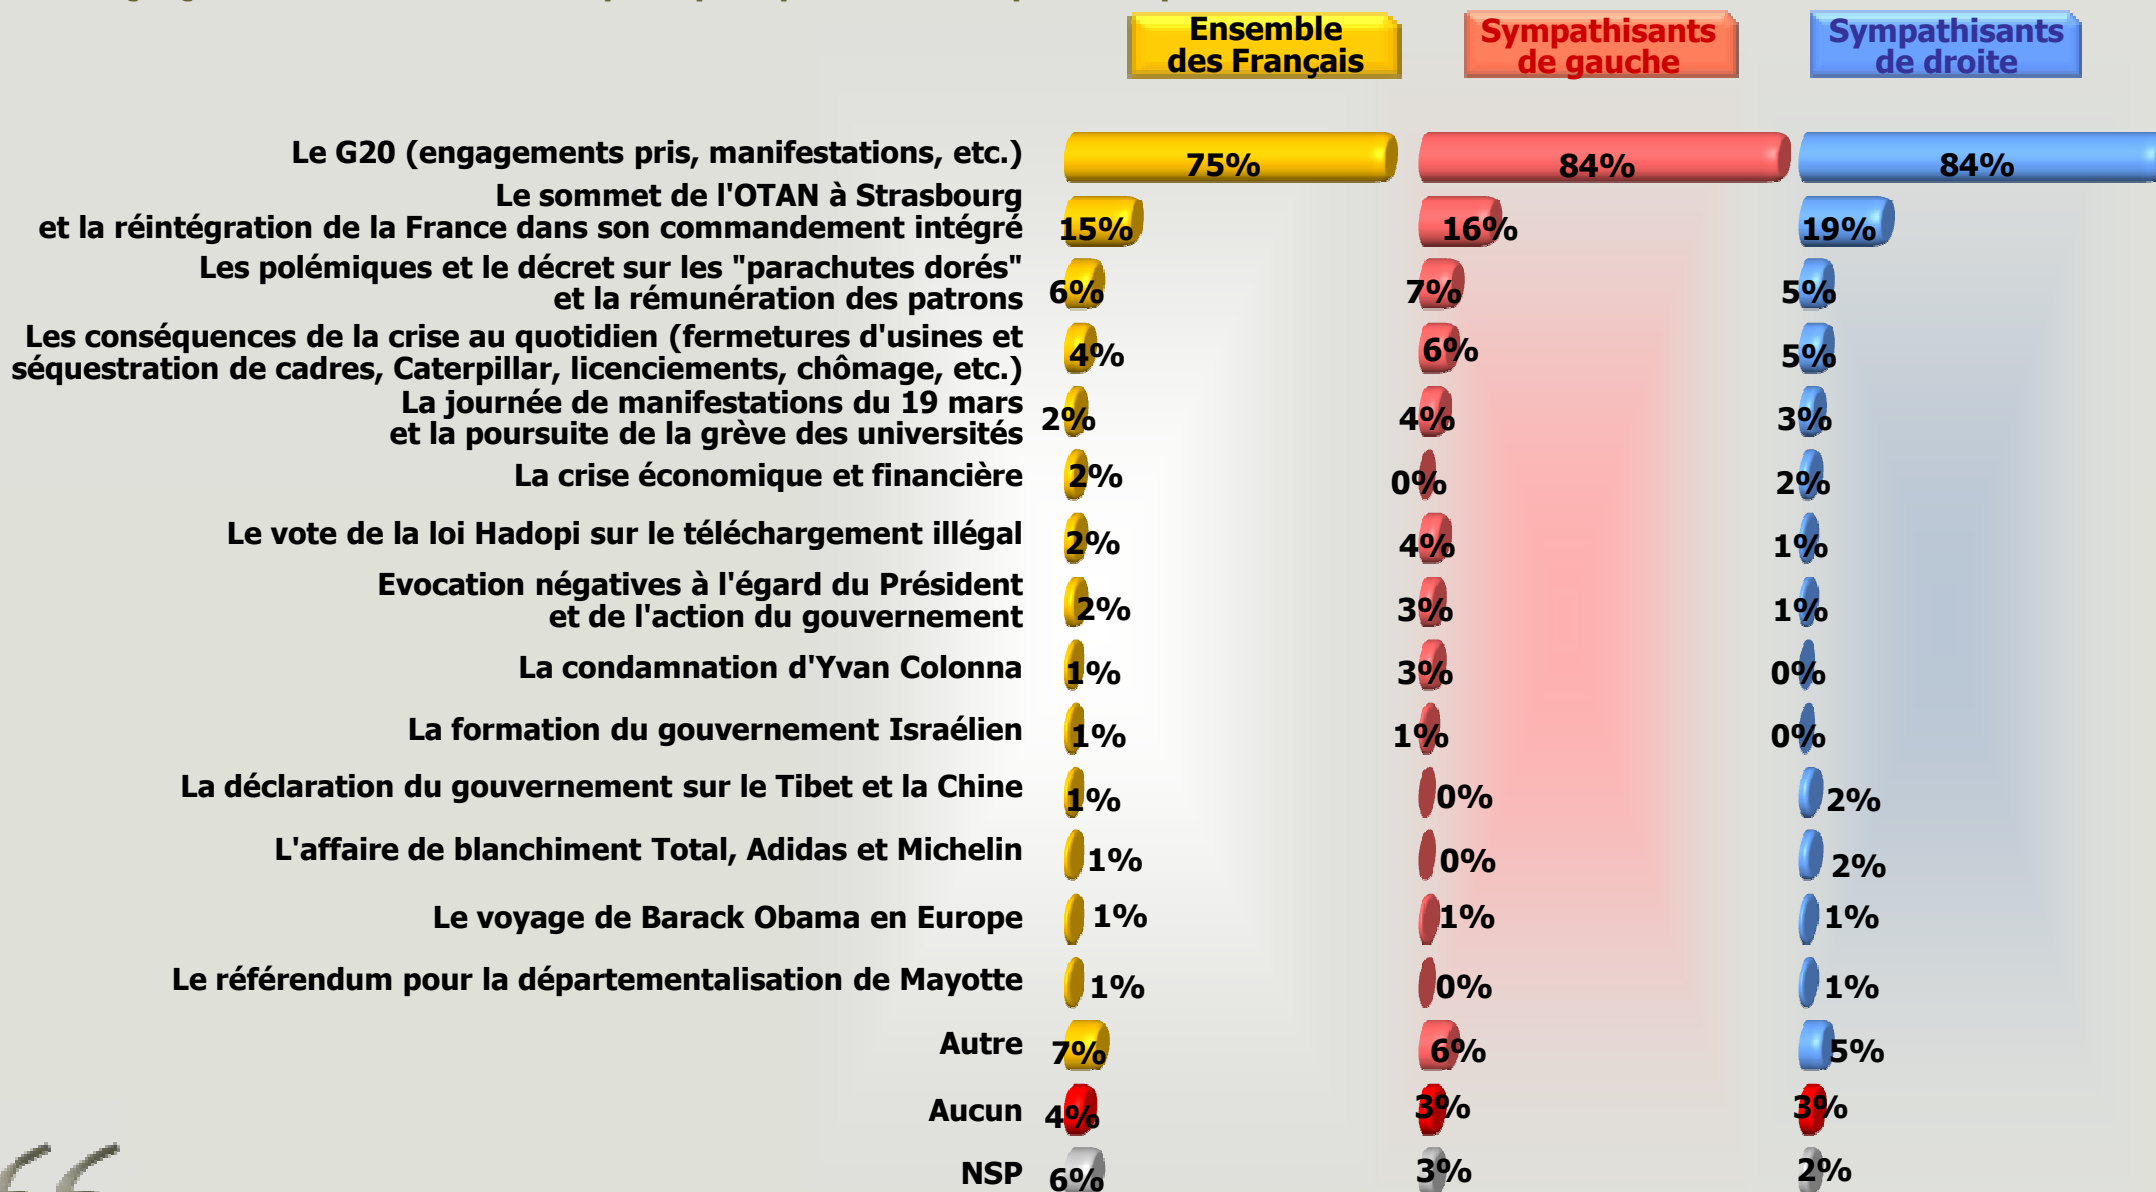 Ensemble
des Français
Sympathisants
de gauche
Sympathisants
de droite
Le G20 (engagements pris, manifestations, etc.) 75% 84% 84%
Le sommet de l'OTAN à Strasbourg
et la réintégration de la France dans son commandement intégré 15% 16% 19%
Les polémiques et le décret sur les "parachutes dorés"
et la rémunération des patrons 6% 7% 5%
Les conséquences de la crise au quotidien (fermetures d'usines et
séquestration de cadres, Caterpillar, licenciements, chômage, etc.) 4% 6% 5%
La journée de manifestations du 19 mars
et la poursuite de la grève des universités 2% 4% 3%
La crise économique et financière 2% 0% 2%
Le vote de la loi Hadopi sur le téléchargement illégal 2% 4% 1%
Evocation négatives à l'égard du Président
et de l'action du gouvernement 2% 3% 1%
La condamnation d'Yvan Colonna 1% 3% 0%
La formation du gouvernement Israélien 1% 1% 0%
La déclaration du gouvernement sur le Tibet et la Chine 1% 0% 2%
L'affaire de blanchiment Total, Adidas et Michelin 1% 0% 2%
Le voyage de Barack Obama en Europe 1% 1% 1%
Le référendum pour la départementalisation de Mayotte 1% 0% 1%
Autre 7% 6% 5%
Aucun 4% 3% 3%
NSP 6% 3% 2%